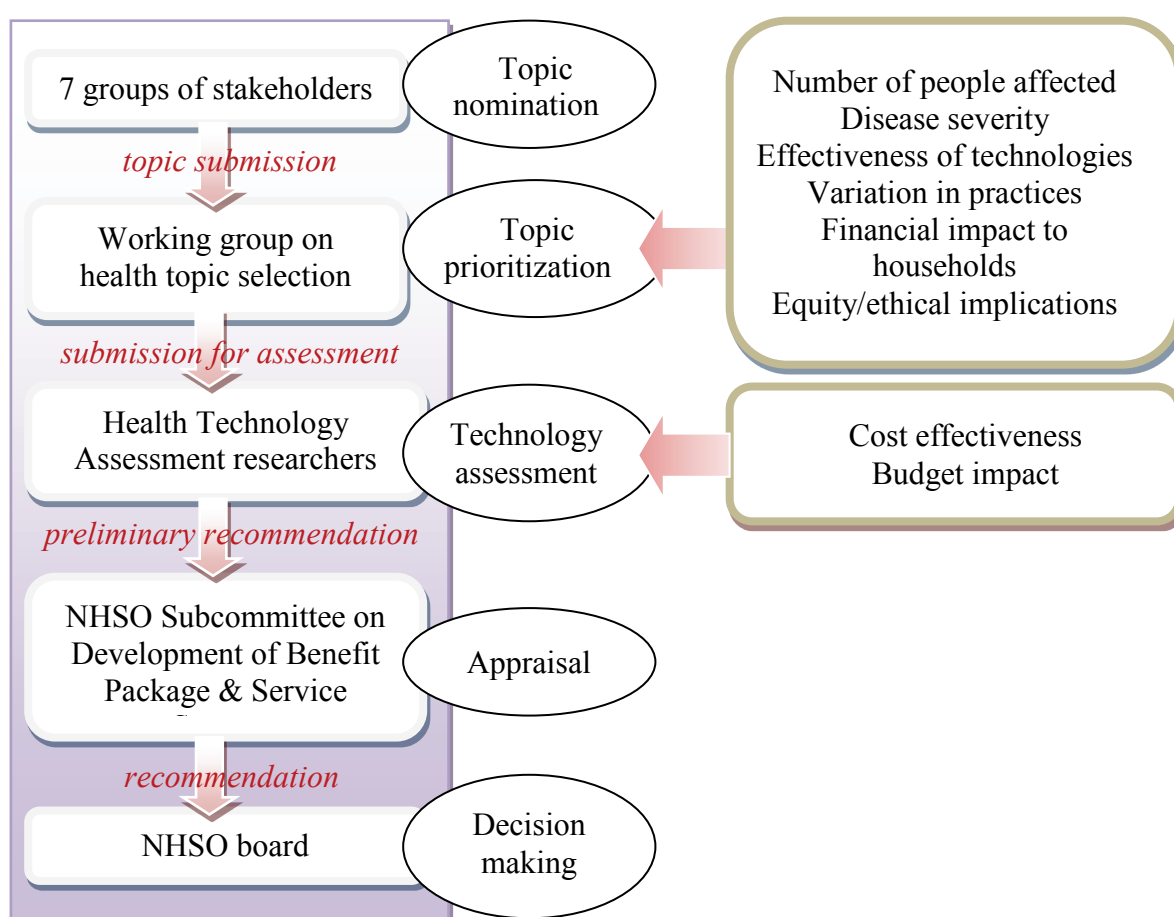 7 groups of stakeholders
Topic
nomination
topic submission
Working group on
health topic selection
Topic
prioritization
Number of people affected
Disease severity
Effectiveness of technologies
Variation in practices
Financial impact to
households
Equity/ethical implications
submission for assessment
Health Technology
Assessment researchers
Technology
assessment
Cost effectiveness
Budget impact
preliminary recommendation
NHSO Subcommittee on
Development of Benefit
Package & Service
Appraisal
recommendation
NHSO board
Decision
making